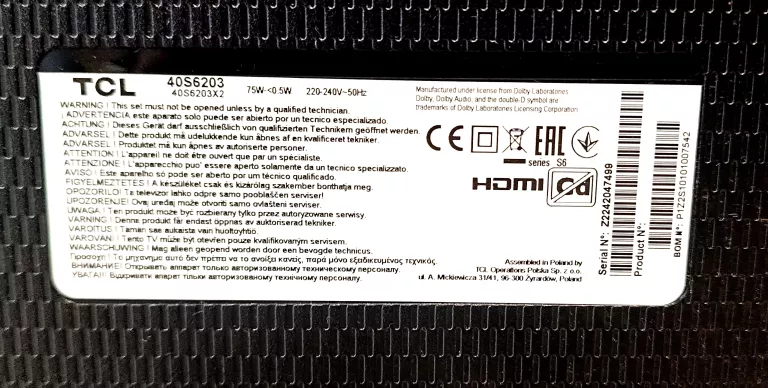 TCL
40S6203
40S6203X2
75W-<0.5W
220-240V~50Hz
Manufactured under license from Dolby Laboratories
Dolby, Dolby Audio, and the double-D symbol are
trademarks of Dolby Laboratories Licensing Corporation
WARNING ! This set must not be opened unless by a qualified technician.
¡ ADVERTENCIA este aparato solo puede ser abierto por un tecnico especializado.
ACHTUNG ! Dieses Gerät darf ausschließlich von qualifizierten Technikern geöffnet werden.
ADVARSEL ! Dette produkt må udelukkende kun åbnes af en kvalificeret tekniker.
ADVARSEL ! Produktet må kun åpnes av autoriserte personer.
ATTENTION ! L'appareil ne doit être ouvert que par un spécialiste.
ATTENZIONE ! L'apparecchio puo' essere aperto solamente da un tecnico specializzato.
AVISO ! Este aparelho só pode ser aberto por um técnico qualificado.
FIGYELMEZTETES ! A készüléket csak és kizárólag szakember bonthatja meg.
OPOZORILO! Ta televizor lahko odpre samo pooblaščen serviser!
UPOZORENJE! Ovaj uređaj može otvoriti samo ovlašteni serviser.
UWAGA ! Ten produkt może być rozbierany tylko przez autoryzowane serwisy.
VARNING ! Denna produkt får endast öppnas av auktoriserad tekniker.
VAROITUS ! Taman saa aukaista vain huoltoyhtiö.
VAROVANI ! Tento TV může být otevřen pouze kvalifikovaným servisem.
WAARSCHUWING ! Mag alleen geopend worden door een bevoegde technicus.
Προσοχή ! Το μηχανημα αυτό δεν πρέπει να το ανοίξει κανείς, παρά μονο εξειδικευμένος τεχνικός.
ВНИМАНИЕ! Открывать аппарат только авторизованному техническому персоналу.
УВАГА! Відкривати апарат тільки авторизованному технічному персоналу.
CE
EAC
series S6
HDMI
Assembled in Poland by
TCL Operations Polska Sp. z o.o.
ul. A. Mickiewicza 31/41, 96-300 Żyrardów, Poland
Serial N°: Z2242047499
Product N°:
BOM N°: P1Z2S10101007542